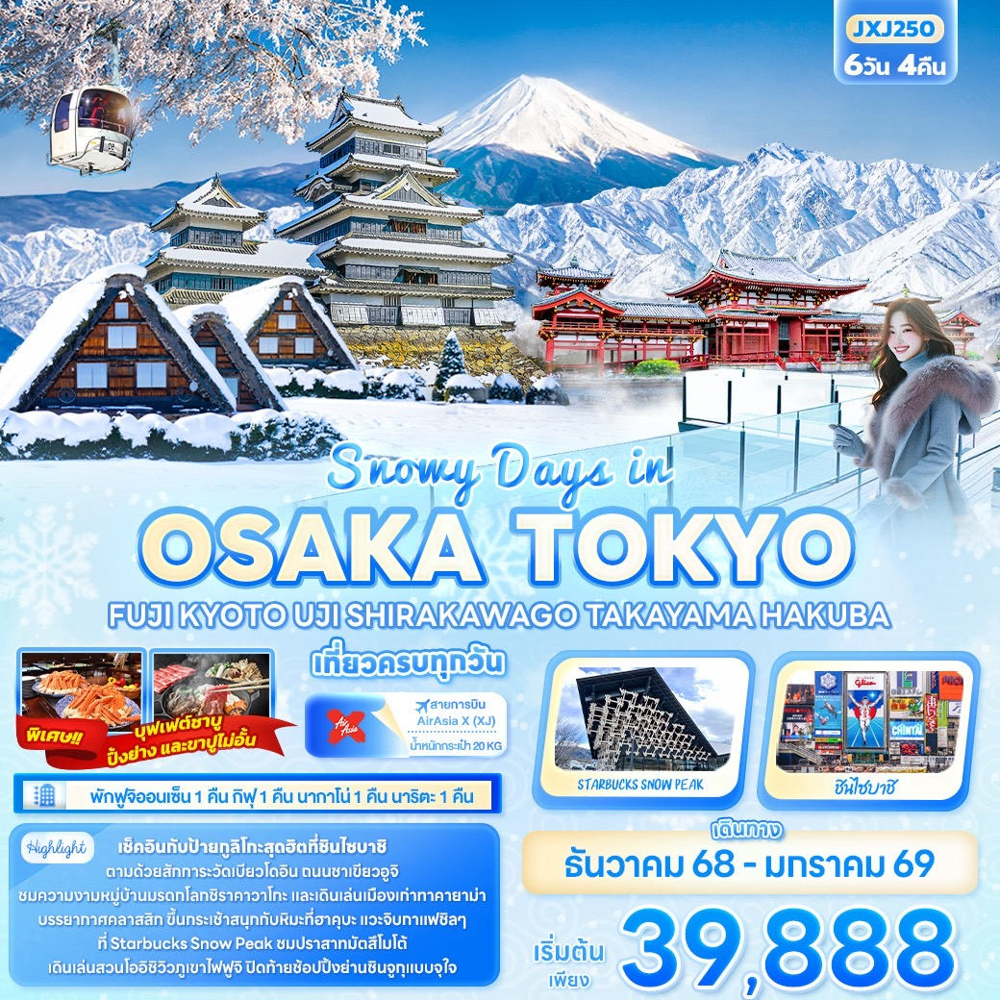 JXJ250
6วัน 4คืน
Snowy Days in
OSAKA TOKYO
FUJI KYOTO UJI SHIRAKAWAGO TAKAYAMA HAKUBA
พิเศษ!!
บุฟเฟต์ชาบู
ปิ้งย่าง และขาปูไม่อั้น
เที่ยวครบทุกวัน
Air Asia X
สายการบิน
AirAsia X (XJ)
น้ำหนักกระเป๋า 20 KG
STARBUCKS SNOW PEAK
glico
CHINTAI
ชินไซบาชิ
พักฟูจิออนเซ็น 1 คืน กิฟุ 1 คืน นากาโน่ 1 คืน นาริตะ 1 คืน
Highlight
เช็คอินกับป้ายกูลิโกะสุดฮิตที่ชินไซบาชิ
ตามด้วยสักการะวัดเบียวโดอิน ถนนชาเขียวอูจิ
ชมความงามหมู่บ้านมรดกโลกชิราคาวาโกะ และเดินเล่นเมืองเก่าทาคายาม่า
บรรยากาศคลาสสิก ขึ้นกระเช้าสนุกกับหิมะที่ฮาคุบะ แวะจิบกาแฟชิลๆ
ที่ Starbucks Snow Peak ชมปราสาทมัตสึโมโต้
เดินเล่นสวนโออิชิวิวภูเขาไฟฟูจิ ปิดท้ายช้อปปิ้งย่านชินจูกุแบบจุใจ
เดินทาง
ธันวาคม 68 - มกราคม 69
เริ่มต้น
เพียง
39,888